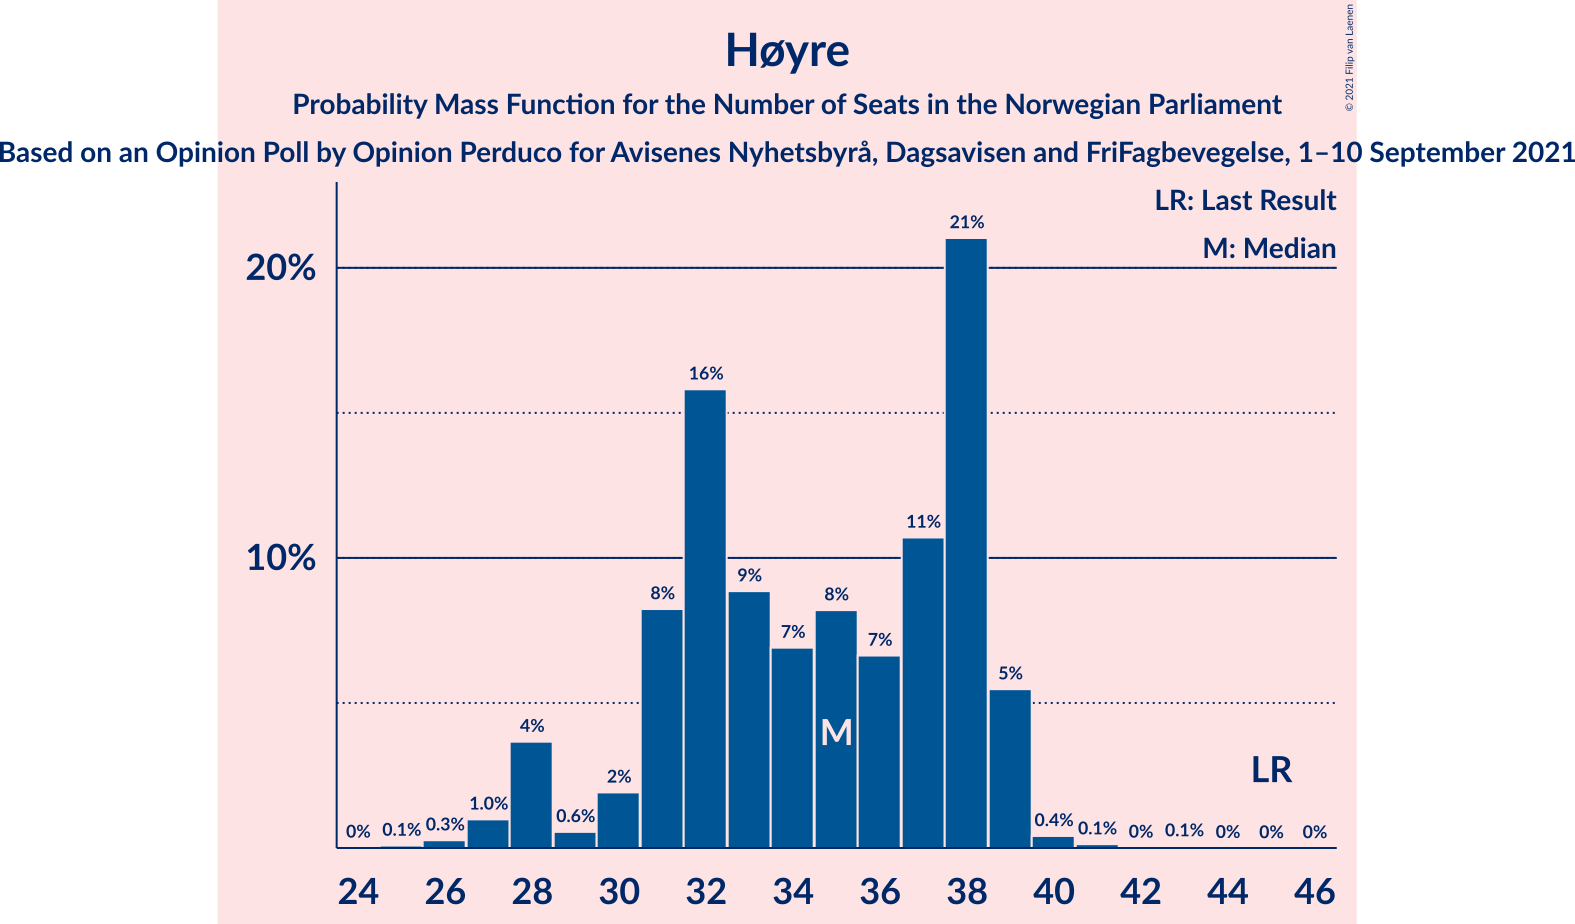 Høyre
Probability Mass Function for the Number of Seats in the Norwegian Parliament
Based on an Opinion Poll by Opinion Perduco for Avisenes Nyhetsbyrå, Dagsavisen and FriFagbevegelse, 1–10 September 2021
© 2021 Filip van Laenen
LR: Last Result
M: Median
20%
10%
0% 0.1% 0.3% 1.0% 4% 0.6% 2% 8% 16% 9% 7% 8% 7% 11% 21% 5% 0.4% 0.1% 0% 0.1% 0% 0% 0%
M
LR
24 26 28 30 32 34 36 38 40 42 44 46